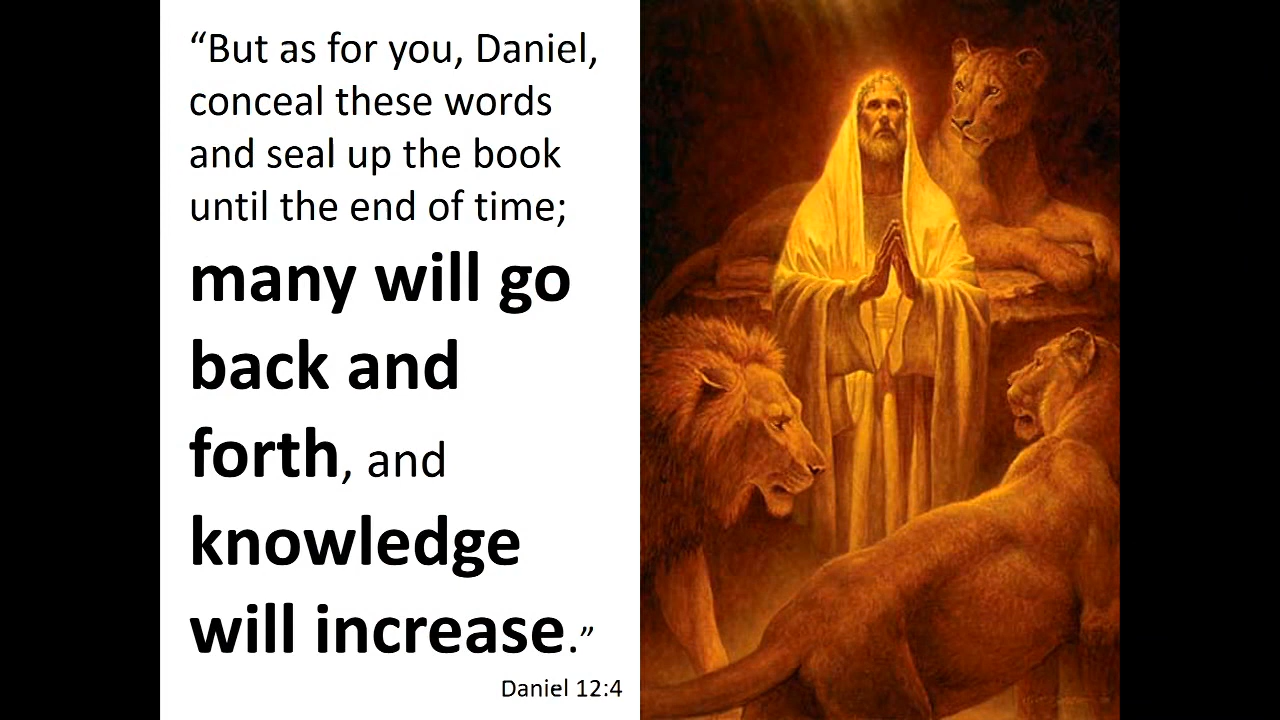 “But as for you, Daniel,
conceal these words
and seal up the book
until the end of time;
many will go
back and
forth, and
knowledge
will increase.”
Daniel 12:4